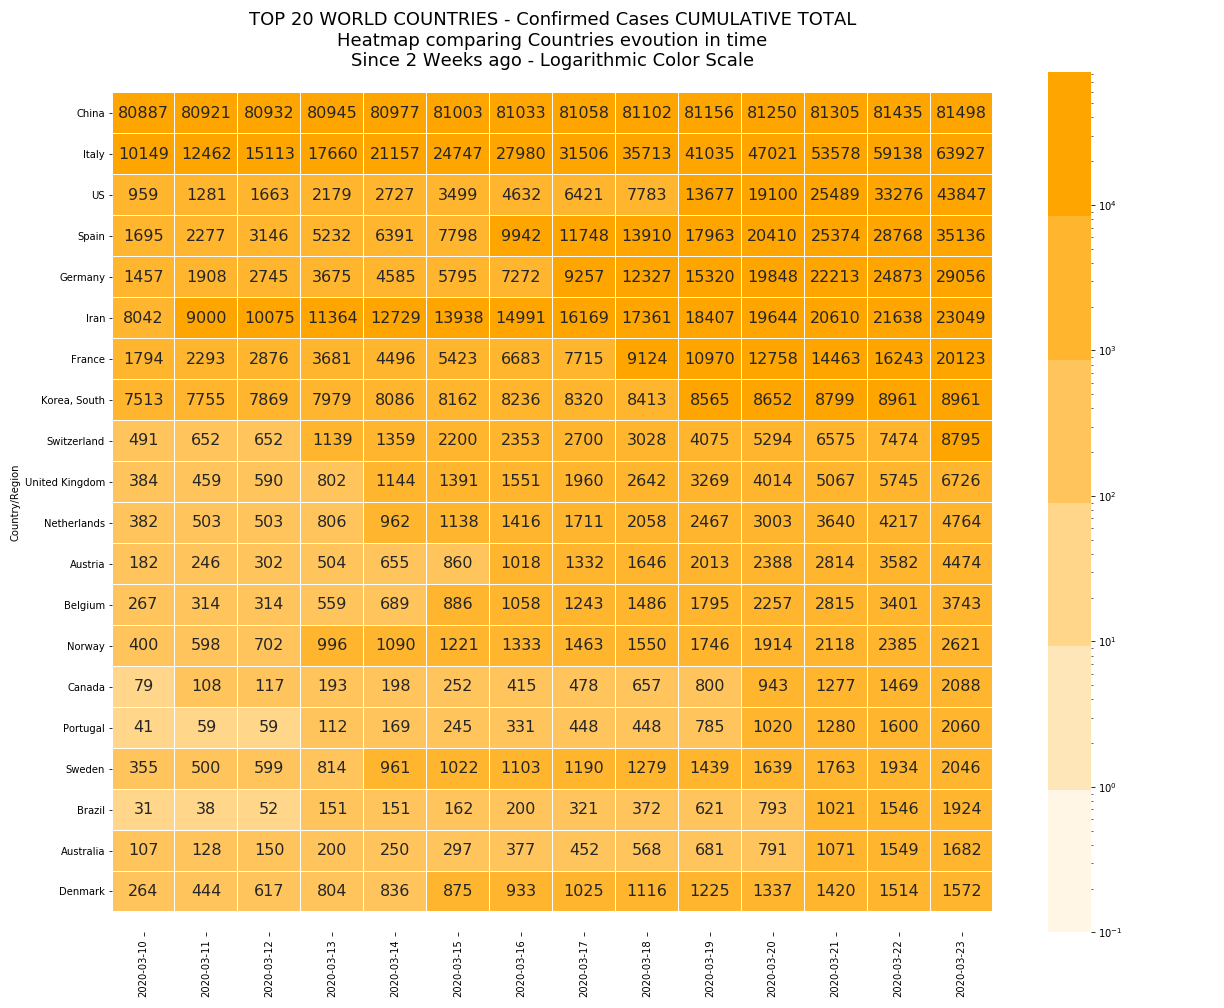 TOP 20 WORLD COUNTRIES - Confirmed Cases CUMULATIVE TOTAL
Heatmap comparing Countries evoution in time
Since 2 Weeks ago - Logarithmic Color Scale
China 80887 80921 80932 80945 80977 81003 81033 81058 81102 81156 81250 81305 81435 81498
Italy 10149 12462 15113 17660 21157 24747 27980 31506 35713 41035 47021 53578 59138 63927
US 959 1281 1663 2179 2727 3499 4632 6421 7783 13677 19100 25489 33276 43847
Spain 1695 2277 3146 5232 6391 7798 9942 11748 13910 17963 20410 25374 28768 35136
Germany 1457 1908 2745 3675 4585 5795 7272 9257 12327 15320 19848 22213 24873 29056
Iran 8042 9000 10075 11364 12729 13938 14991 16169 17361 18407 19644 20610 21638 23049
France 1794 2293 2876 3681 4496 5423 6683 7715 9124 10970 12758 14463 16243 20123
Korea, South 7513 7755 7869 7979 8086 8162 8236 8320 8413 8565 8652 8799 8961 8961
Switzerland 491 652 652 1139 1359 2200 2353 2700 3028 4075 5294 6575 7474 8795
United Kingdom 384 459 590 802 1144 1391 1551 1960 2642 3269 4014 5067 5745 6726
Netherlands 382 503 503 806 962 1138 1416 1711 2058 2467 3003 3640 4217 4764
Austria 182 246 302 504 655 860 1018 1332 1646 2013 2388 2814 3582 4474
Belgium 267 314 314 559 689 886 1058 1243 1486 1795 2257 2815 3401 3743
Norway 400 598 702 996 1090 1221 1333 1463 1550 1746 1914 2118 2385 2621
Canada 79 108 117 193 198 252 415 478 657 800 943 1277 1469 2088
Portugal 41 59 59 112 169 245 331 448 448 785 1020 1280 1600 2060
Sweden 355 500 599 814 961 1022 1103 1190 1279 1439 1639 1763 1934 2046
Brazil 31 38 52 151 151 162 200 321 372 621 793 1021 1546 1924
Australia 107 128 150 200 250 297 377 452 568 681 791 1071 1549 1682
Denmark 264 444 617 804 836 875 933 1025 1116 1225 1337 1420 1514 1572
Country/Region
2020-03-10 2020-03-11 2020-03-12 2020-03-13 2020-03-14 2020-03-15 2020-03-16 2020-03-17 2020-03-18 2020-03-19 2020-03-20 2020-03-21 2020-03-22 2020-03-23
10⁴
10³
10²
10¹
10⁰
10⁻¹